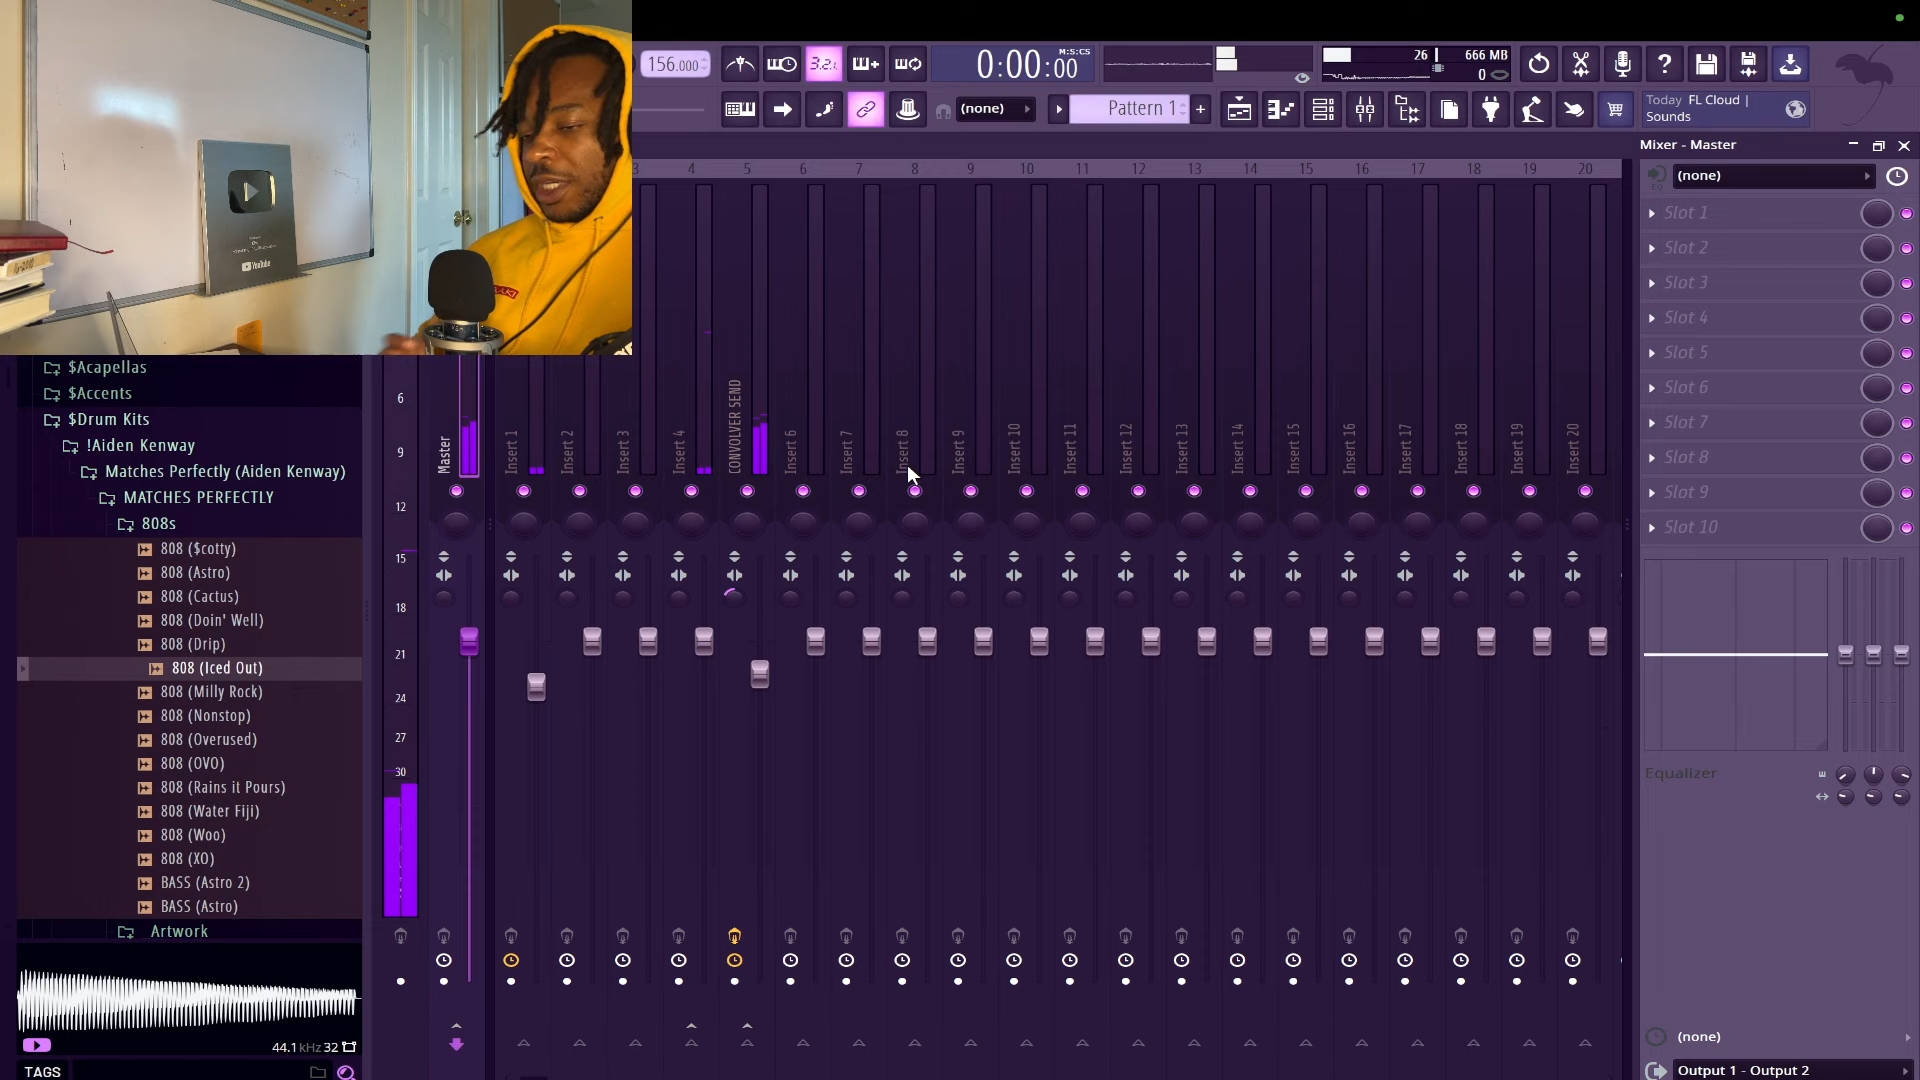 156.000
3.2.
0:00:00
M:S:CS
26
666 MB
0
(none)
Pattern 1
+
Today FL Cloud |
Sounds
Mixer - Master
(none)
EQ
YouTube
3 4 5 6 7 8 9 10 11 12 13 14 15 16 17 18 19 20
Slot 1
Slot 2
Slot 3
Slot 4
Slot 5
Slot 6
Slot 7
Slot 8
Slot 9
Slot 10
$Acapellas
$Accents
$Drum Kits
!Aiden Kenway
Matches Perfectly (Aiden Kenway)
MATCHES PERFECTLY
808s
808 ($cotty)
808 (Astro)
808 (Cactus)
808 (Doin' Well)
808 (Drip)
808 (Iced Out)
808 (Milly Rock)
808 (Nonstop)
808 (Overused)
808 (OVO)
808 (Rains it Pours)
808 (Water Fiji)
808 (Woo)
808 (XO)
BASS (Astro 2)
BASS (Astro)
Artwork
44.1kHz 32
TAGS
6
9
12
15
18
21
24
27
30
Master
Insert 1
Insert 2
Insert 3
Insert 4
CONVOLVER SEND
Insert 6
Insert 7
Insert 8
Insert 9
Insert 10
Insert 11
Insert 12
Insert 13
Insert 14
Insert 15
Insert 16
Insert 17
Insert 18
Insert 19
Insert 20
Equalizer
(none)
Output 1 - Output 2